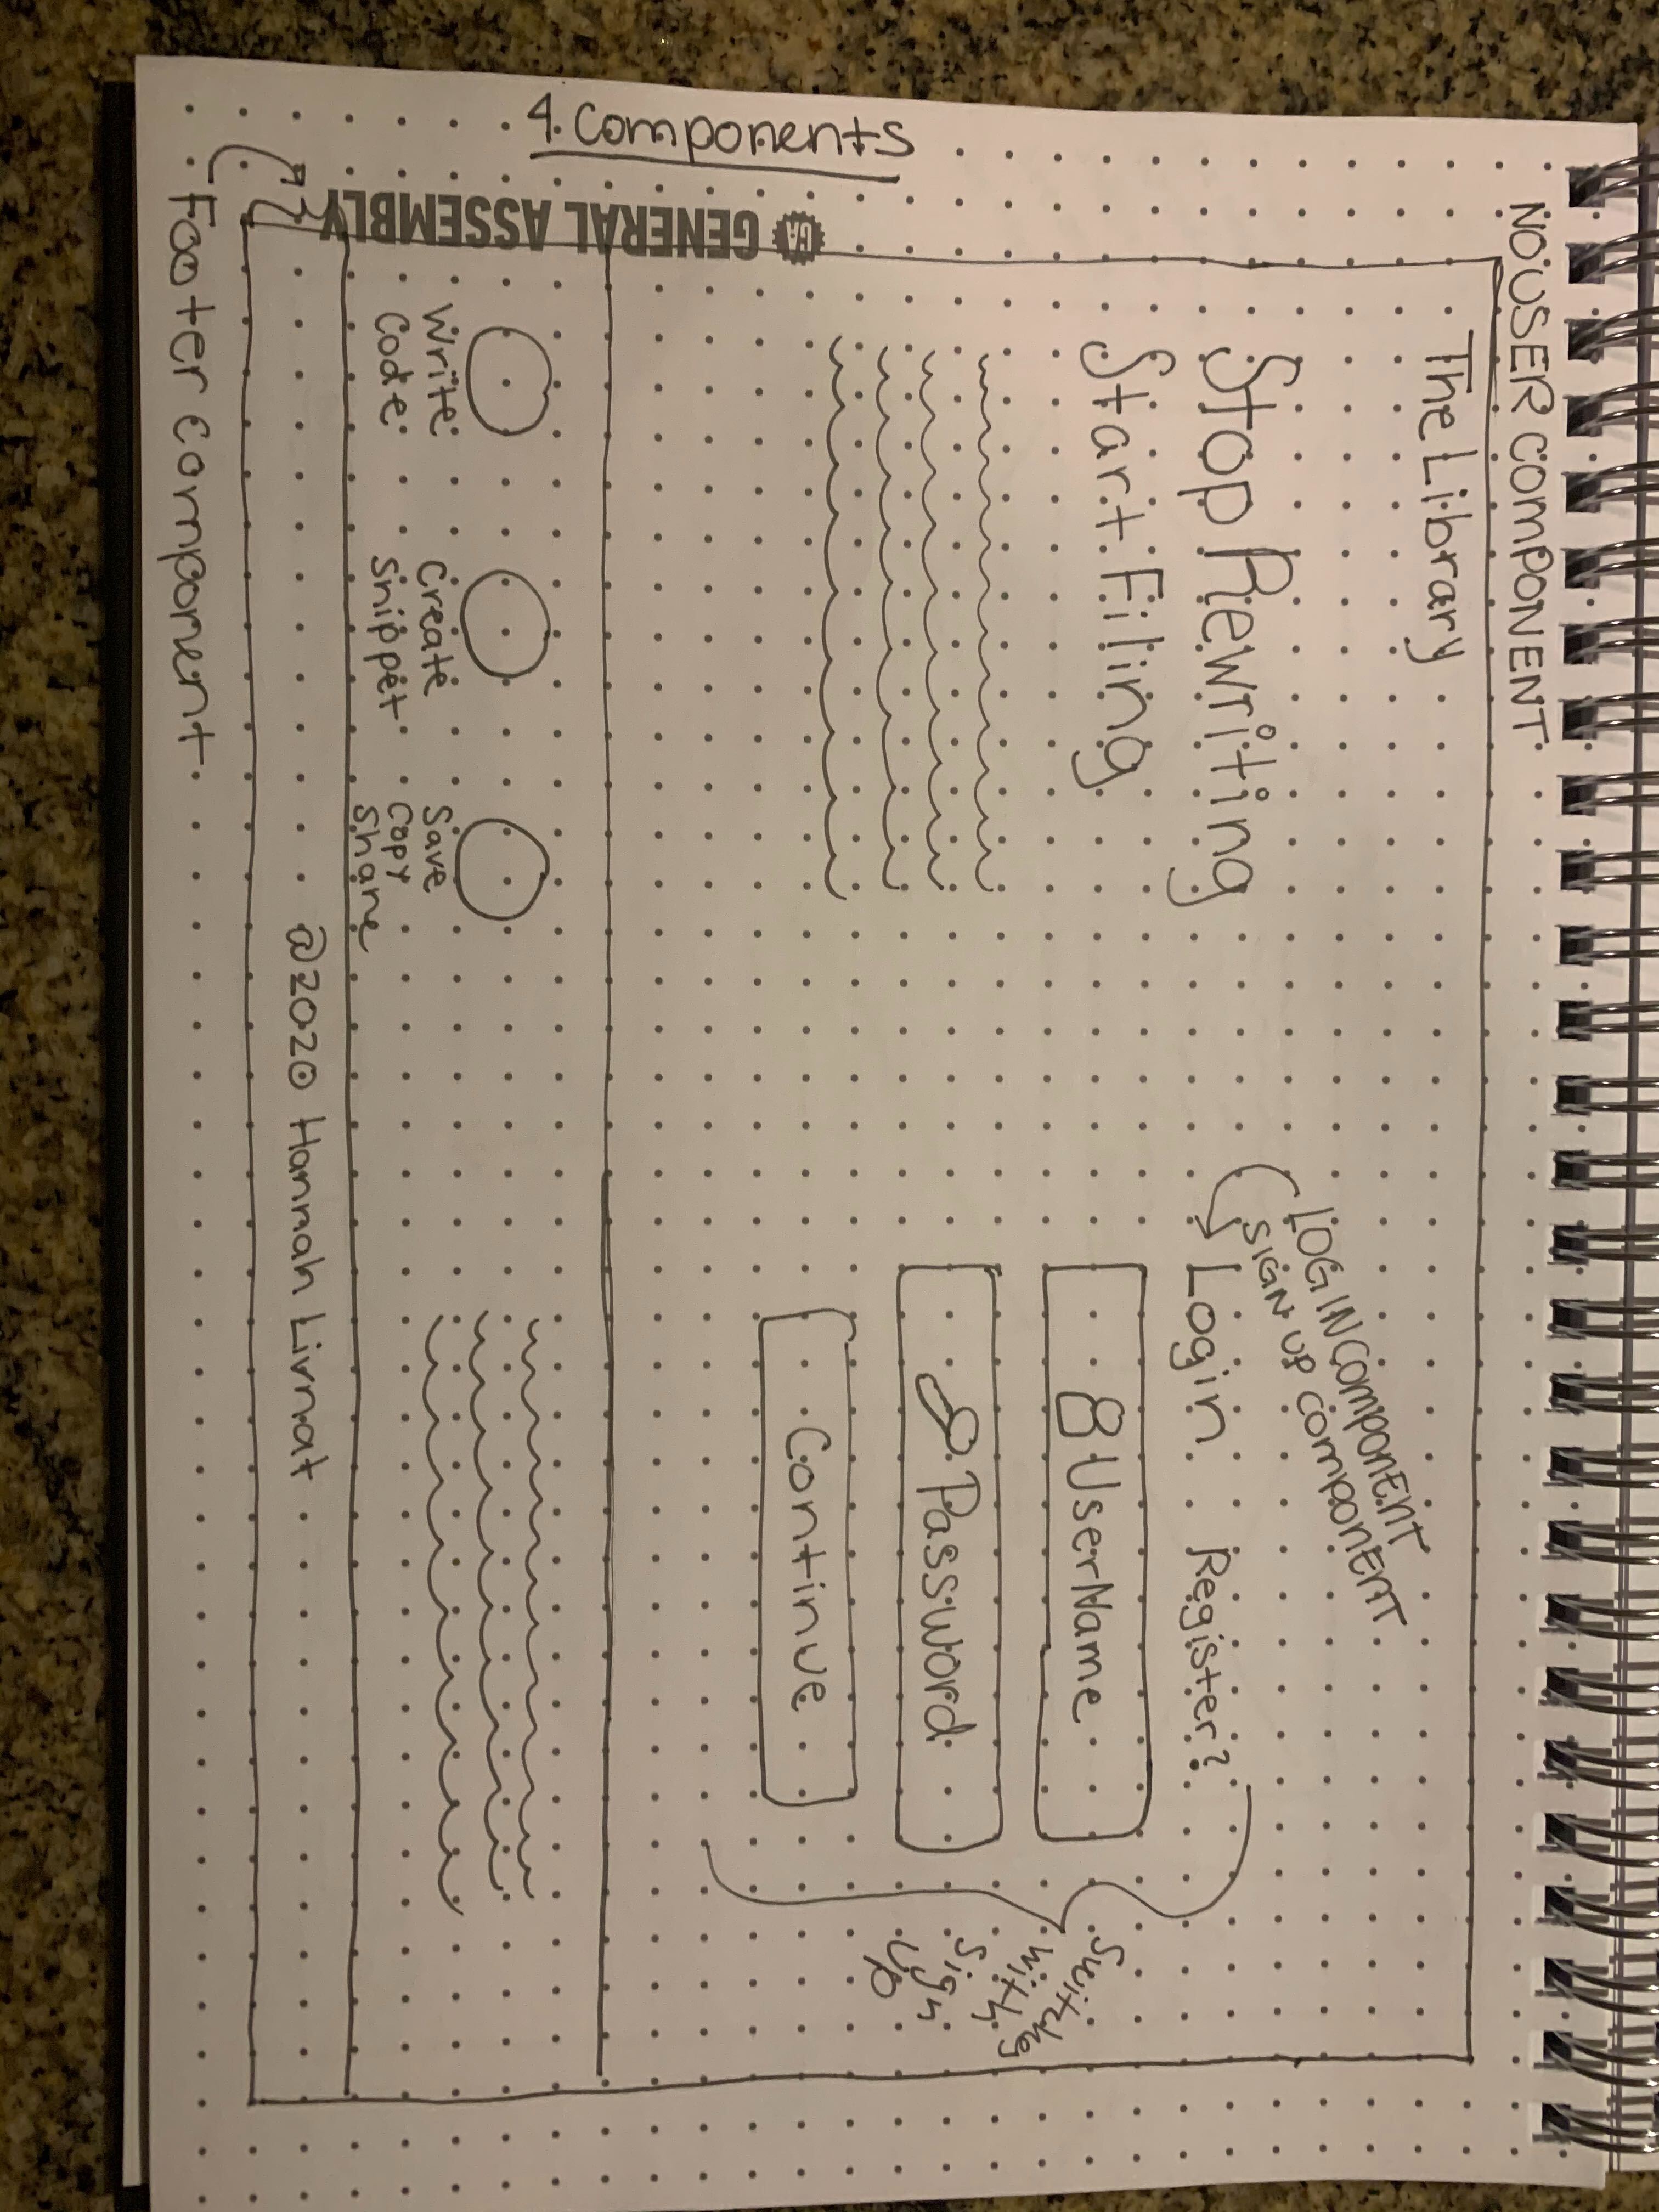 4. Components
GENERAL ASSEMBLY
NO USER COMPONENT
The Library
Stop Rewriting
Start Filing
LOG IN COMPONENT
SIGN UP COMPONENT
Login Register?
UserName
Password
Continue
Switches
with
Sign
Up
Write
Code
Create
Snippet
Save
Copy
Share
@2020 Hannah Livnat
Footer component